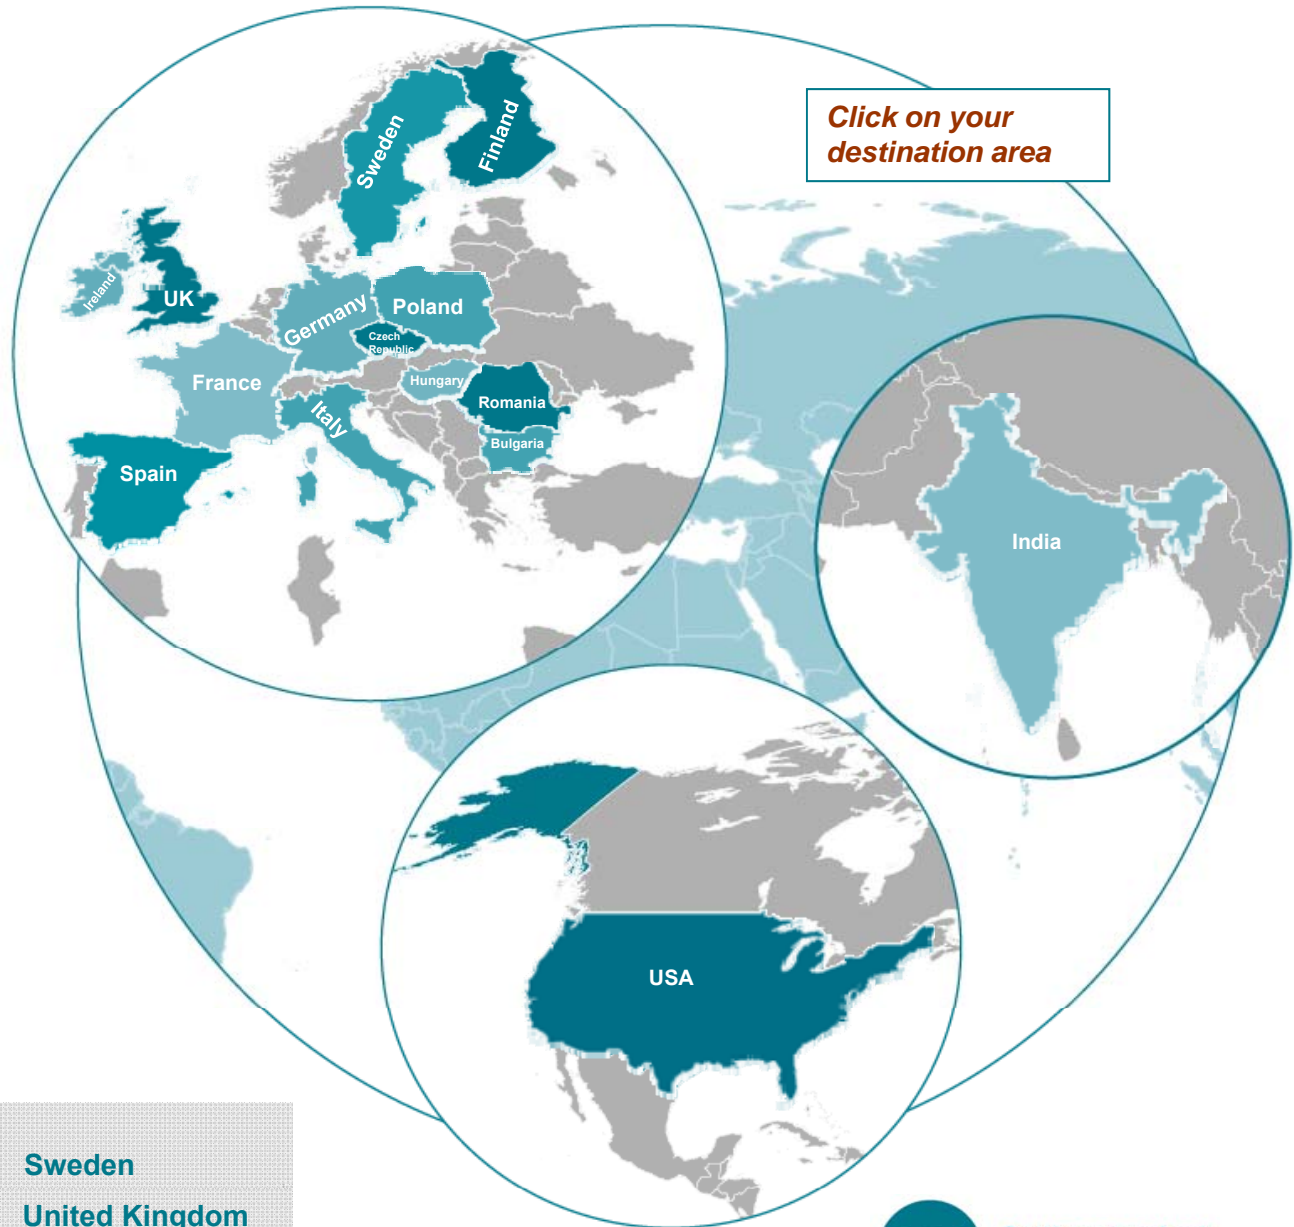 Click on your
destination area
Sweden
Finland
Ireland
UK
Germany
Poland
Czech
Republic
France
Hungary
Italy
Romania
Bulgaria
Spain
India
USA
Sweden
United Kingdom